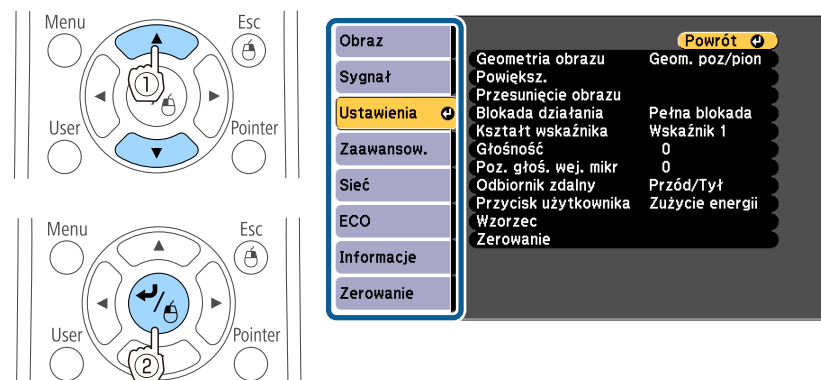 Menu
Esc
1
User
Pointer
Menu
Esc
User
Pointer
2
Obraz
Sygnał
Ustawienia
Zaawansow.
Sieć
ECO
Informacje
Zerowanie
Powrót
Geometria obrazu Geom. poz/pion
Powiększ.
Przesunięcie obrazu
Blokada działania Pełna blokada
Kształt wskaźnika Wskaźnik 1
Głośność 0
Poz. głoś. wej. mikr 0
Odbiornik zdalny Przód/Tył
Przycisk użytkownika Zużycie energii
Wzorzec
Zerowanie